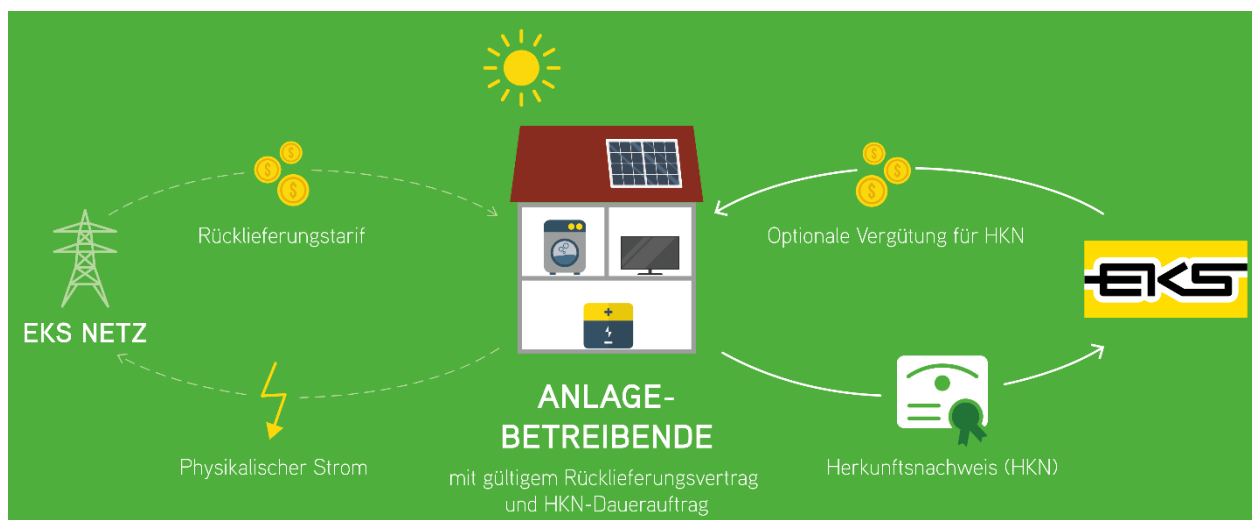 Rücklieferungstarif
Optionale Vergütung für HKN
EKS NETZ
EKS
ANLAGE-
BETREIBENDE
mit gültigem Rücklieferungsvertrag
und HKN-Dauerauftrag
Physikalischer Strom
Herkunftsnachweis (HKN)